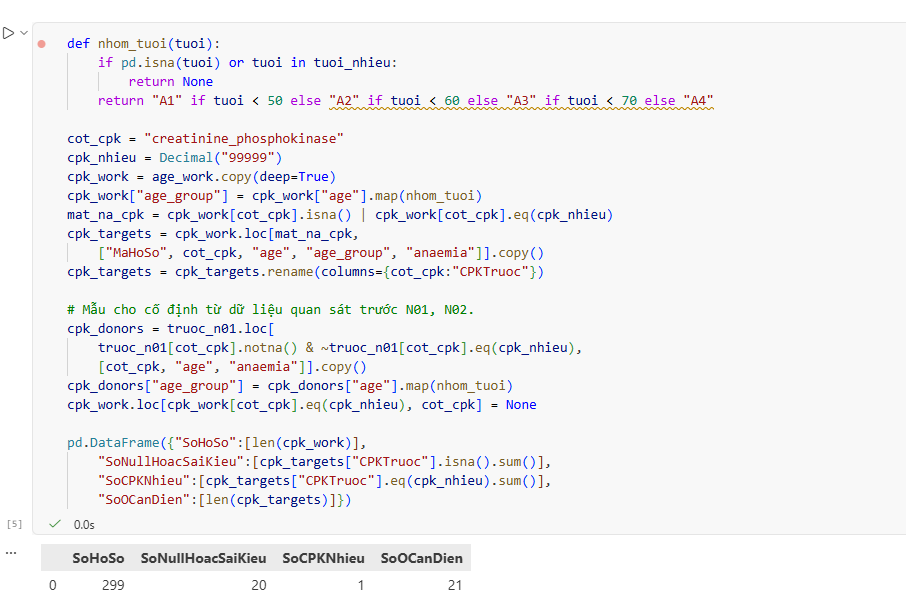 def nhom_tuoi(tuoi):
    if pd.isna(tuoi) or tuoi in tuoi_nhieu:
        return None
    return "A1" if tuoi < 50 else "A2" if tuoi < 60 else "A3" if tuoi < 70 else "A4"

cot_cpk = "creatinine_phosphokinase"
cpk_nhieu = Decimal("99999")
cpk_work = age_work.copy(deep=True)
cpk_work["age_group"] = cpk_work["age"].map(nhom_tuoi)
mat_na_cpk = cpk_work[cot_cpk].isna() | cpk_work[cot_cpk].eq(cpk_nhieu)
cpk_targets = cpk_work.loc[mat_na_cpk,
    ["MaHoSo", cot_cpk, "age", "age_group", "anaemia"]].copy()
cpk_targets = cpk_targets.rename(columns={cot_cpk:"CPKTruoc"})

# Mẫu cho cố định từ dữ liệu quan sát trước N01, N02.
cpk_donors = truoc_n01.loc[
    truoc_n01[cot_cpk].notna() & ~truoc_n01[cot_cpk].eq(cpk_nhieu),
    [cot_cpk, "age", "anaemia"]].copy()
cpk_donors["age_group"] = cpk_donors["age"].map(nhom_tuoi)
cpk_work.loc[cpk_work[cot_cpk].eq(cpk_nhieu), cot_cpk] = None

pd.DataFrame({"SoHoSo":[len(cpk_work)],
    "SoNullHoacSaiKieu":[cpk_targets["CPKTruoc"].isna().sum()],
    "SoCPKNhieu":[cpk_targets["CPKTruoc"].eq(cpk_nhieu).sum()],
    "SoOCanDien":[len(cpk_targets)]})
[5] 0.0s
... SoHoSo SoNullHoacSaiKieu SoCPKNhieu SoOCanDien
0 299 20 1 21